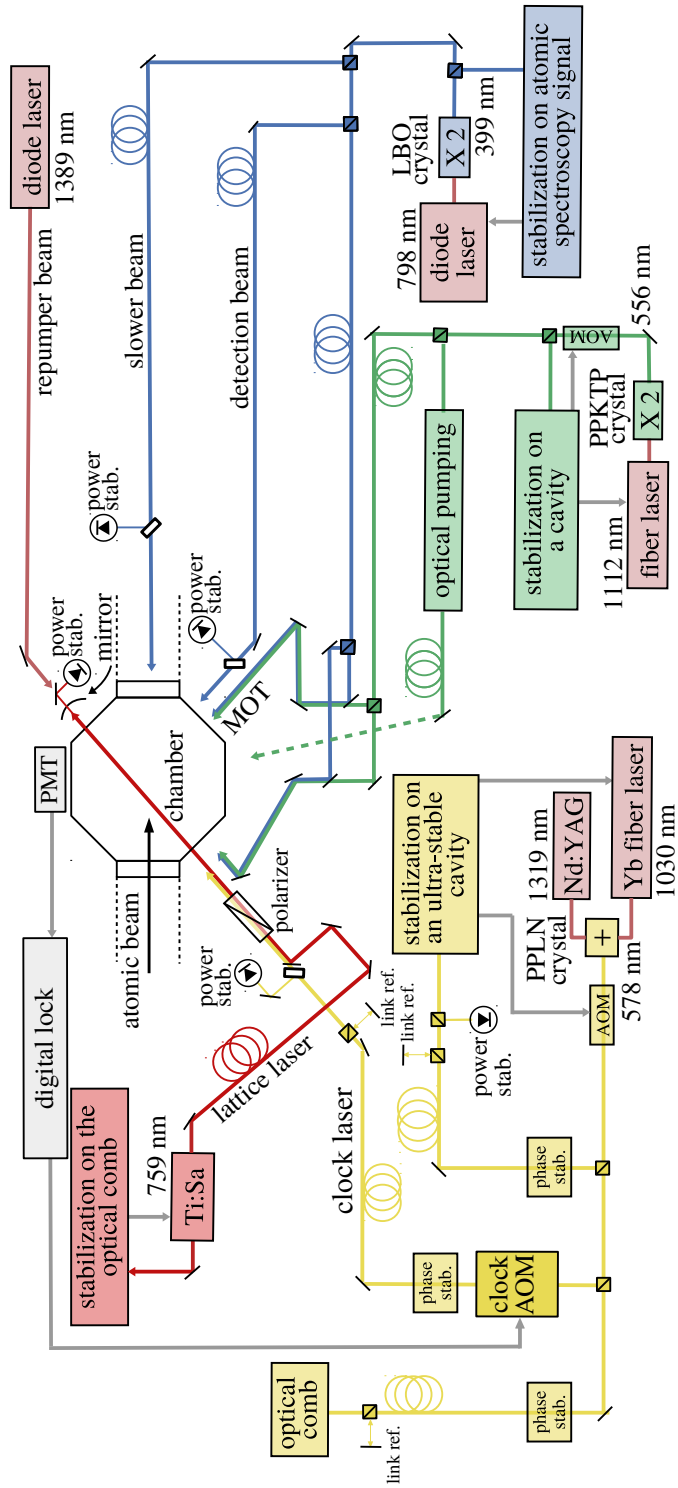 diode laser
1389 nm
repumper beam
slower beam
detection beam
LBO
crystal
X 2
399 nm
798 nm
diode
laser
stabilization on atomic
spectroscopy signal
power
stab.
power
stab.
mirror
power
stab.
MOT
PMT
chamber
atomic beam
polarizer
digital lock
power
stab.
optical pumping
AOM
556 nm
PPKTP
crystal
X 2
stabilization on
a cavity
1112 nm
fiber laser
stabilization on the
optical comb
759 nm
Ti:Sa
lattice laser
link ref.
link ref.
clock laser
power
stab.
stabilization on
an ultra-stable
cavity
1319 nm
Nd:YAG
Yb fiber laser
1030 nm
PPLN
crystal
+
578 nm
AOM
phase
stab.
phase
stab.
clock
AOM
optical
comb
link ref.
phase
stab.